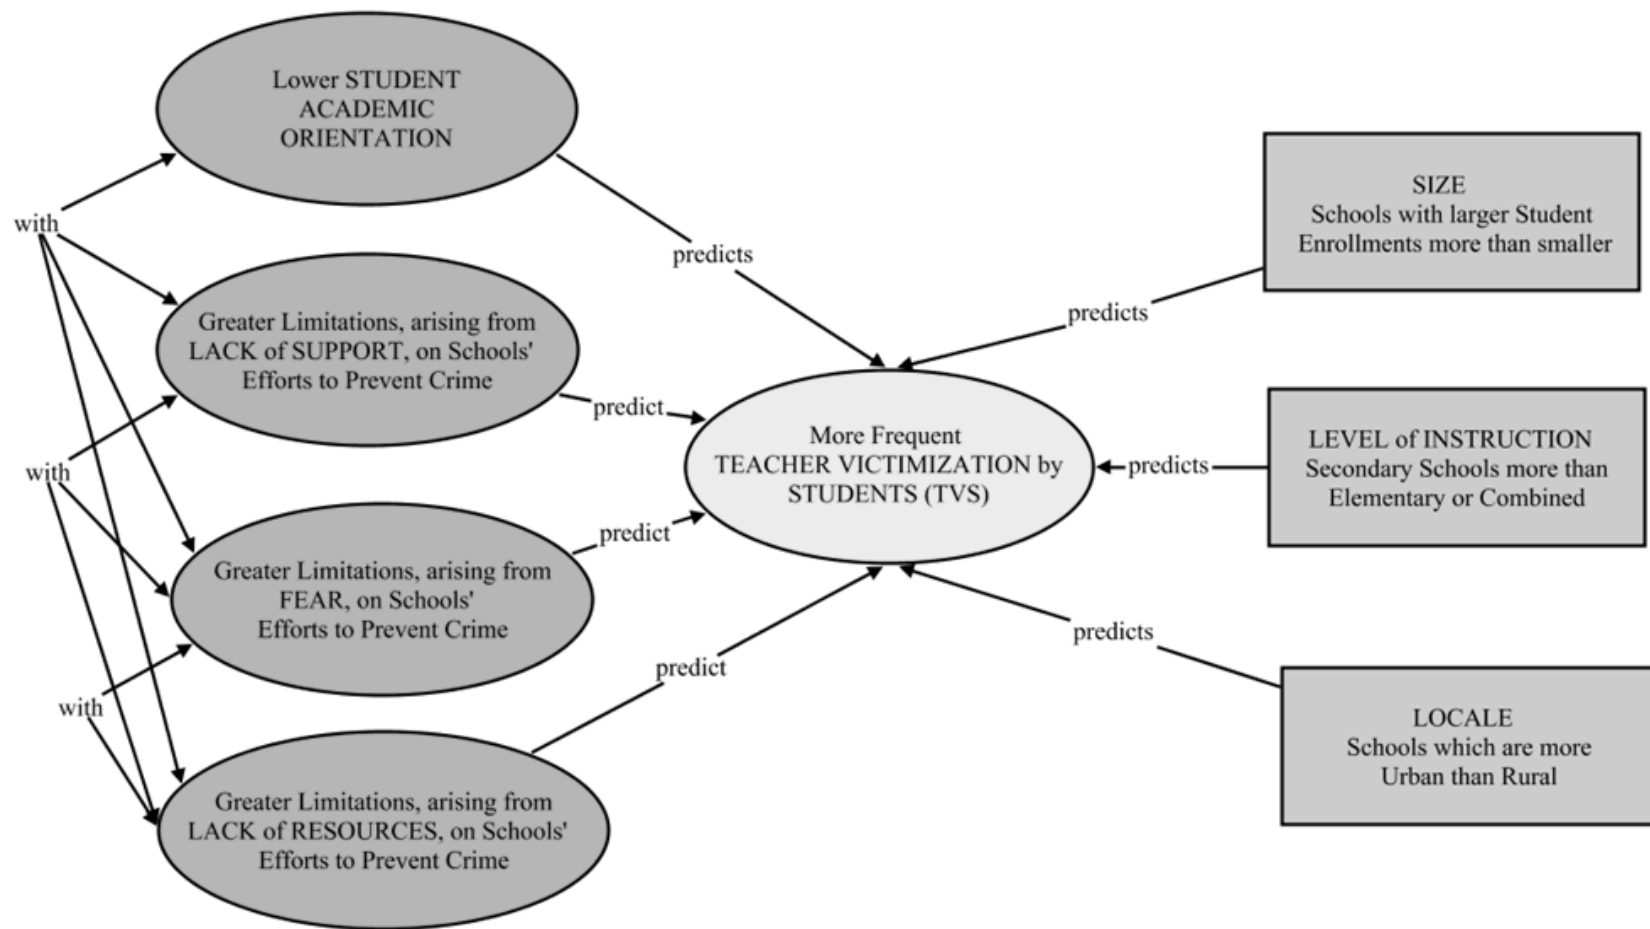 Lower STUDENT
ACADEMIC
ORIENTATION
with
predicts
Greater Limitations, arising from
LACK of SUPPORT, on Schools'
Efforts to Prevent Crime
predict
with
Greater Limitations, arising from
FEAR, on Schools'
Efforts to Prevent Crime
predict
with
Greater Limitations, arising from
LACK of RESOURCES, on Schools'
Efforts to Prevent Crime
predict
More Frequent
TEACHER VICTIMIZATION by
STUDENTS (TVS)
SIZE
Schools with larger Student
Enrollments more than smaller
predicts
LEVEL of INSTRUCTION
Secondary Schools more than
Elementary or Combined
predicts
LOCALE
Schools which are more
Urban than Rural
predicts